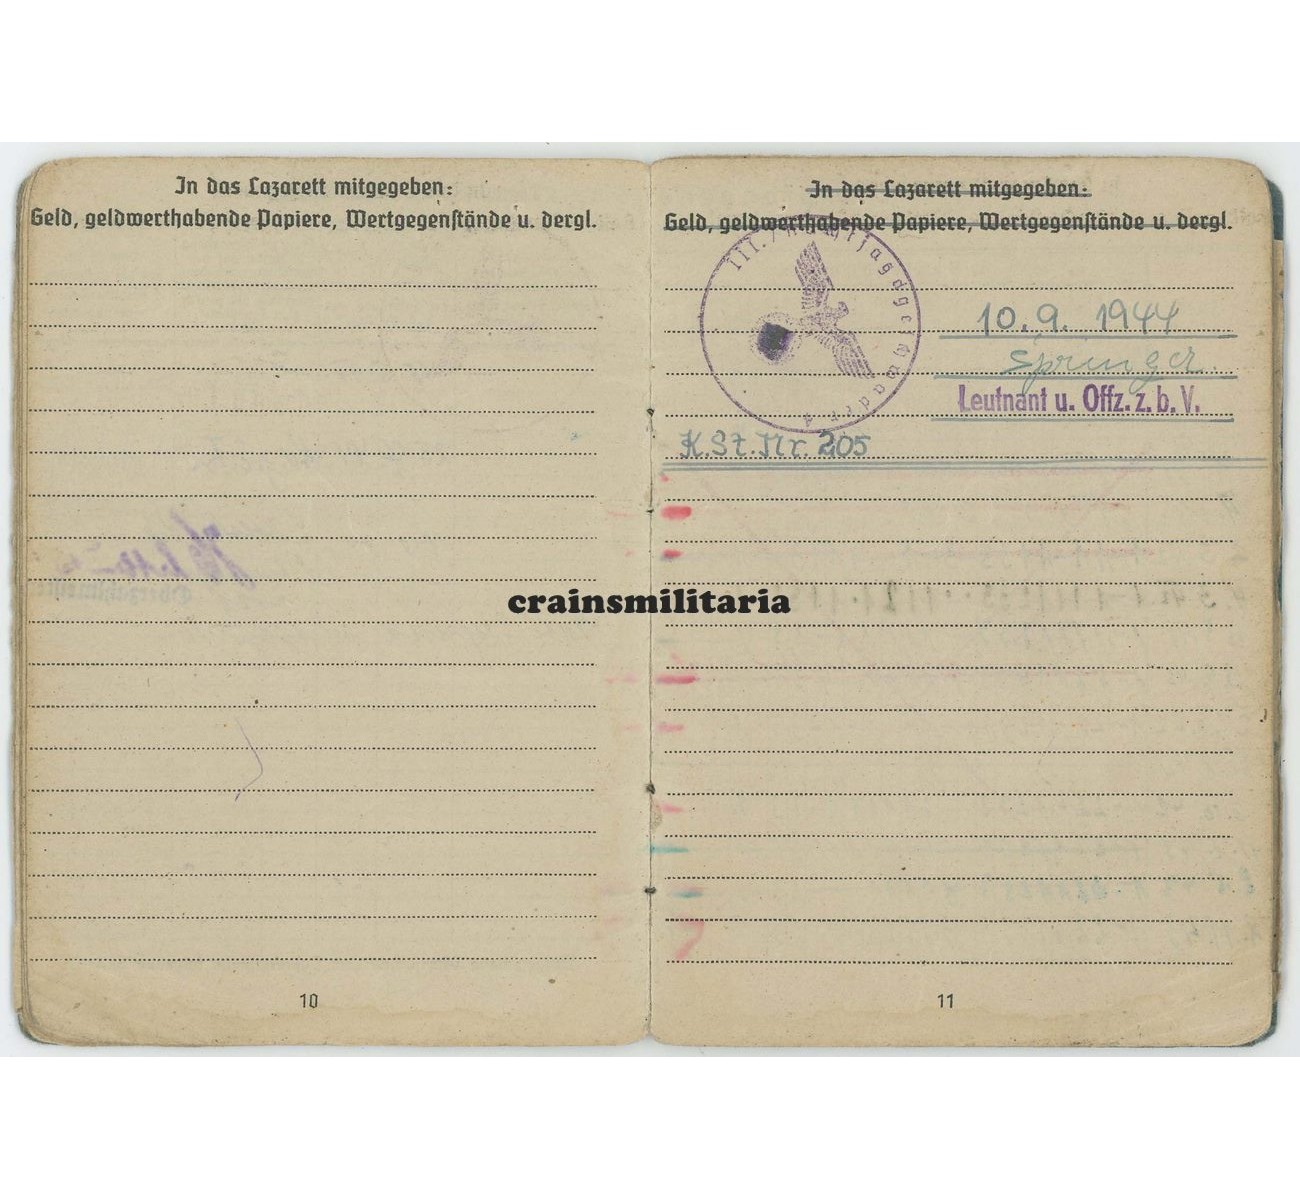 In das Lazarett mitgegeben:
Geld, geldwerthabende Papiere, Wertgegenstände u. dergl.
10
In das Lazarett mitgegeben:
Geld, geldwerthabende Papiere, Wertgegenstände u. dergl.
10.9. 1944
Springer
Leutnant u. Offz. z. b. V.
K.St.Nr. 205
11
crainsmilitaria